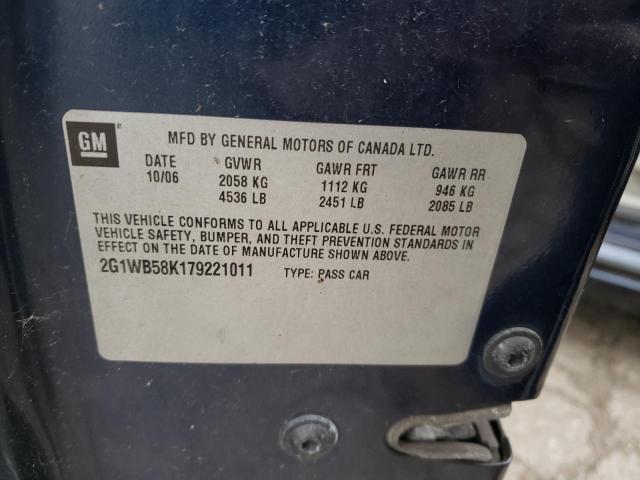 GM
MFD BY GENERAL MOTORS OF CANADA LTD.
DATE GVWR GAWR FRT GAWR RR
10/06 2058 KG 1112 KG 946 KG
4536 LB 2451 LB 2085 LB
THIS VEHICLE CONFORMS TO ALL APPLICABLE U.S. FEDERAL MOTOR
VEHICLE SAFETY, BUMPER, AND THEFT PREVENTION STANDARDS IN
EFFECT ON THE DATE OF MANUFACTURE SHOWN ABOVE.
2G1WB58K179221011 TYPE: PASS CAR